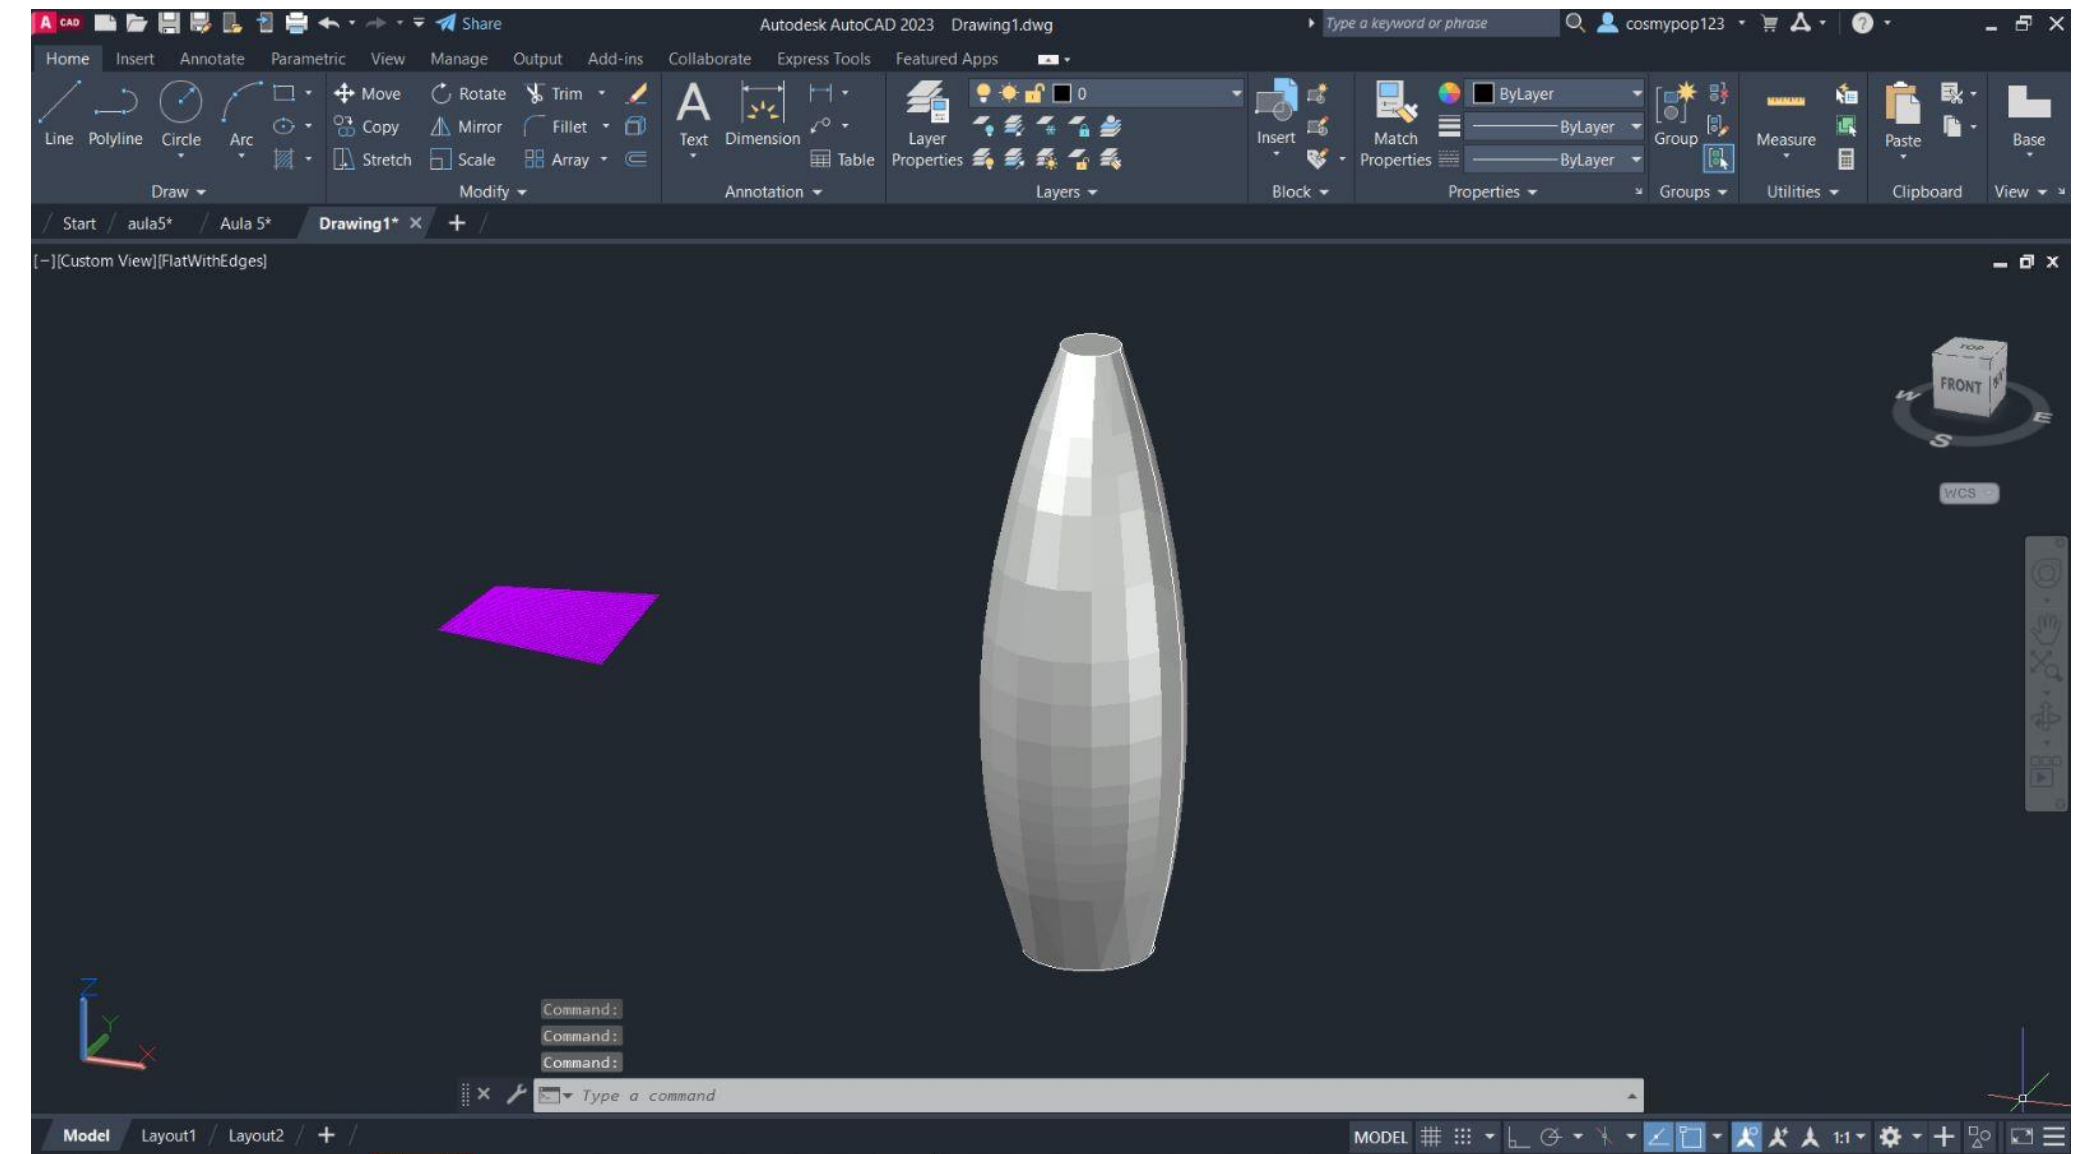 A CAD Share Autodesk AutoCAD 2023 Drawing1.dwg Type a keyword or phrase cosmypop123
Home Insert Annotate Parametric View Manage Output Add-ins Collaborate Express Tools Featured Apps
Line Polyline Circle Arc
Move Rotate Trim
Copy Mirror Fillet
Stretch Scale Array
Text Dimension
Table
Layer Properties
0
Insert
Match Properties
ByLayer
ByLayer
ByLayer
Group
Measure
Paste
Base
Draw Modify Annotation Layers Block Properties Groups Utilities Clipboard View
Start aula5* Aula 5* Drawing1*
[−][Custom View][FlatWithEdges]
TOP
FRONT
W
E
S
WCS
Z
Y
X
Command:
Command:
Command:
Type a command
Model Layout1 Layout2 MODEL 1:1